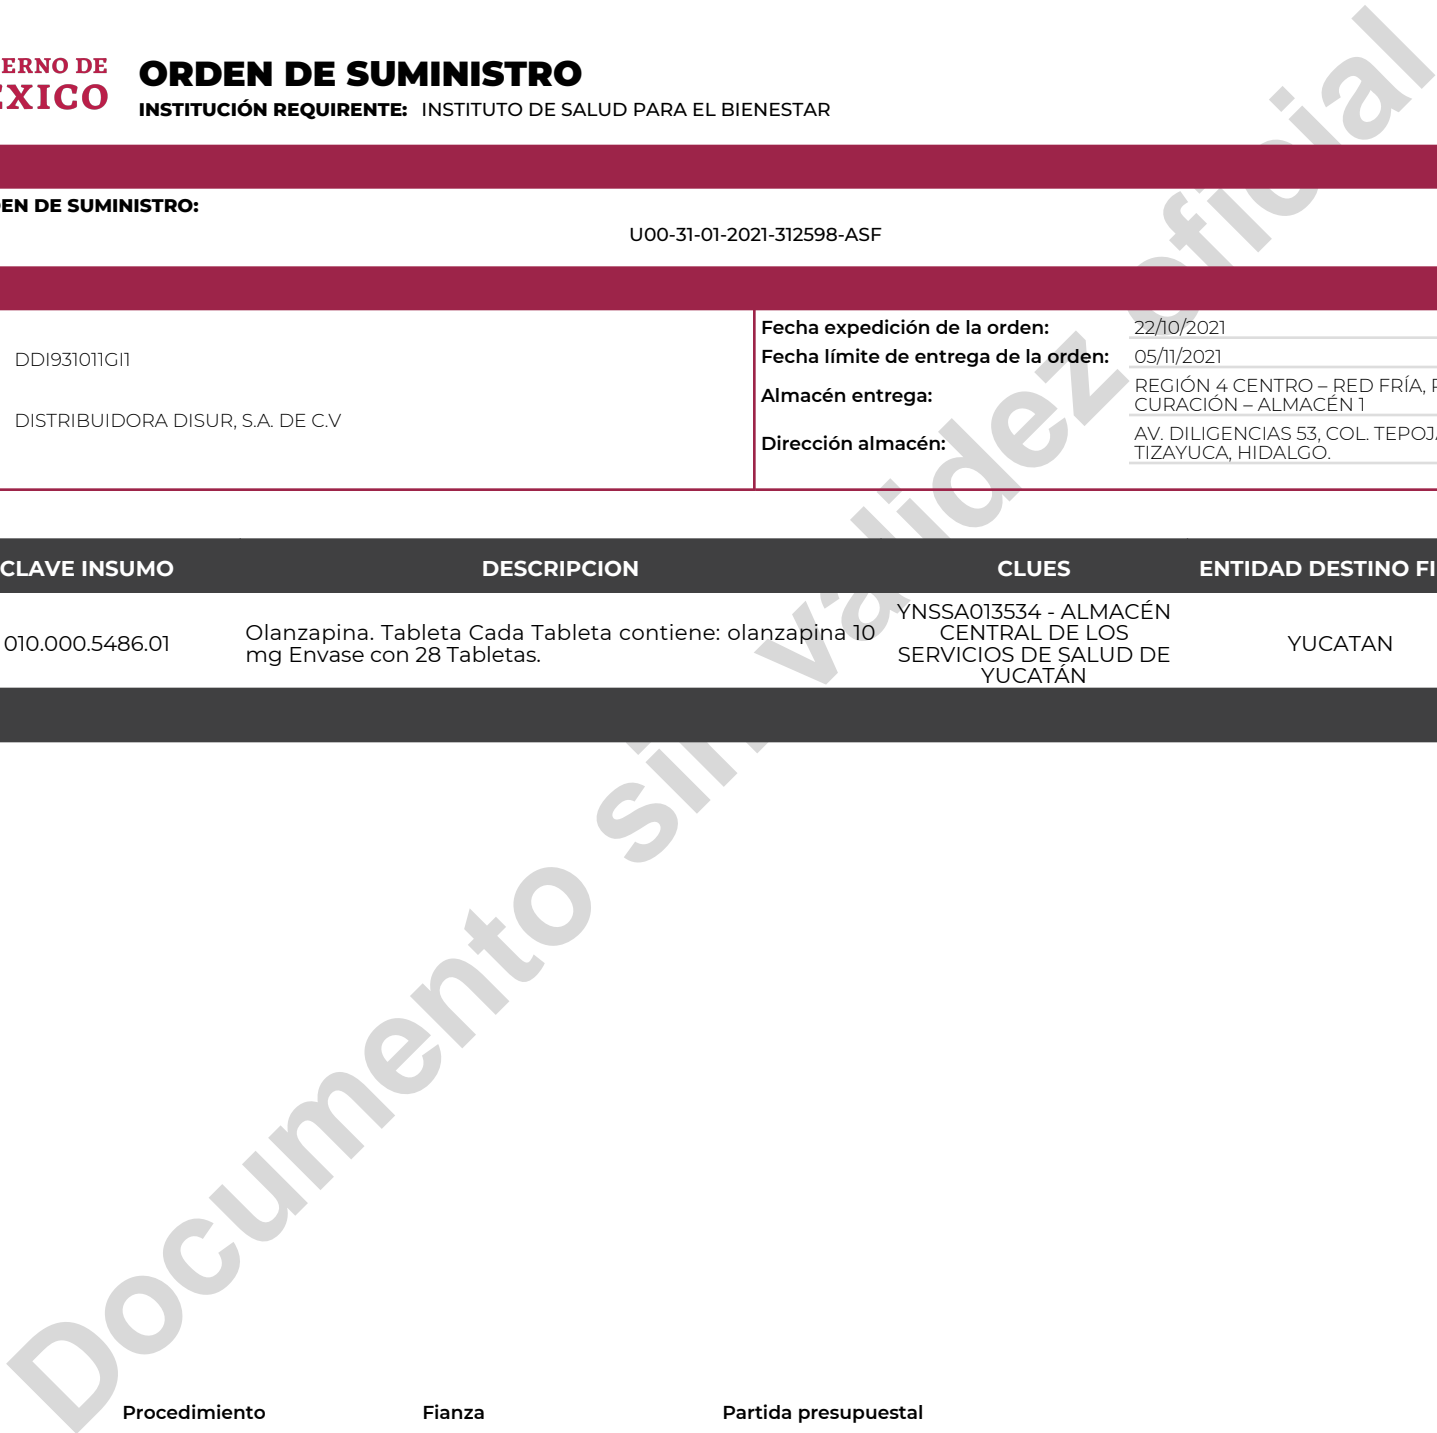 ERNO DE
ÉXICO
ORDEN DE SUMINISTRO
INSTITUCIÓN REQUIRENTE: INSTITUTO DE SALUD PARA EL BIENESTAR
EN DE SUMINISTRO:
U00-31-01-2021-312598-ASF
DDI931011GI1
DISTRIBUIDORA DISUR, S.A. DE C.V
Fecha expedición de la orden: 22/10/2021
Fecha límite de entrega de la orden: 05/11/2021
Almacén entrega: REGIÓN 4 CENTRO – RED FRÍA,
CURACIÓN – ALMACÉN 1
Dirección almacén: AV. DILIGENCIAS 53, COL. TEPOJ
TIZAYUCA, HIDALGO.
CLAVE INSUMO DESCRIPCION CLUES ENTIDAD DESTINO FI
010.000.5486.01
Olanzapina. Tableta Cada Tableta contiene: olanzapina 10
mg Envase con 28 Tabletas.
YNSSA013534 - ALMACÉN
CENTRAL DE LOS
SERVICIOS DE SALUD DE
YUCATÁN
YUCATAN
Documento sin validez oficial
Procedimiento Fianza Partida presupuestal